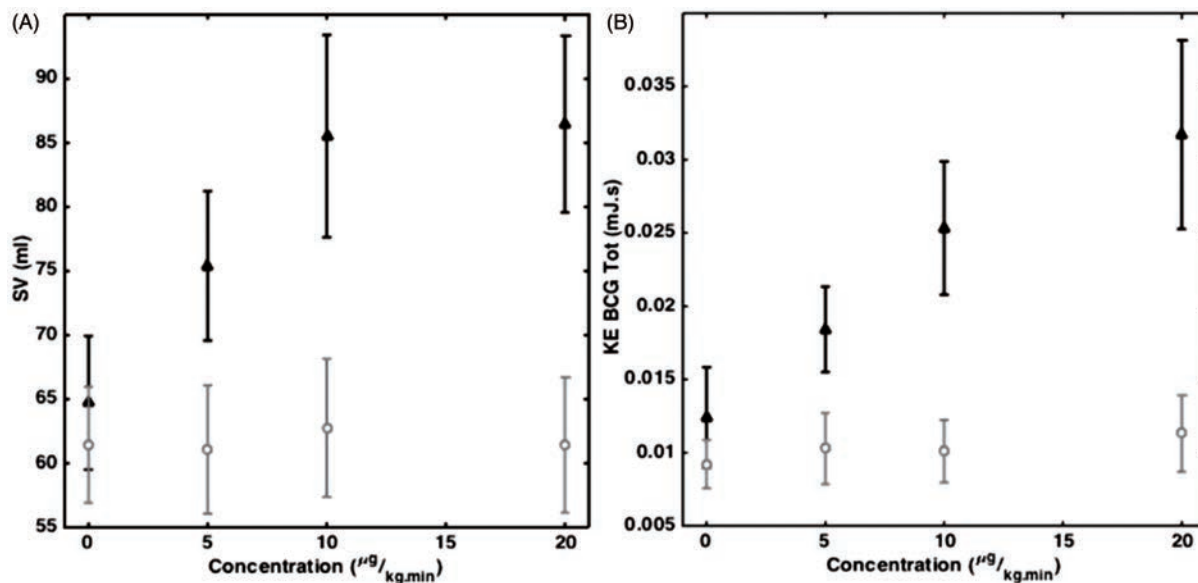 (A)
SV (ml)
90
85
80
75
70
65
60
55
0 5 10 15 20
Concentration (μg/kg.min)
(B)
KE BCG Tot (mJ.s)
0.035
0.03
0.025
0.02
0.015
0.01
0.005
0 5 10 15 20
Concentration (μg/kg.min)